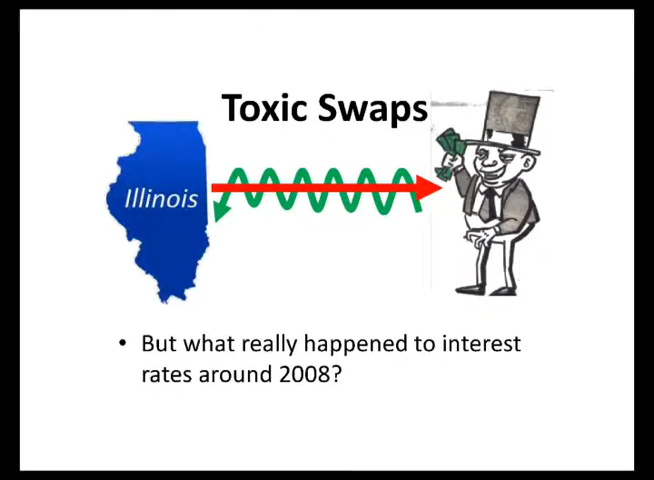 Toxic Swaps
Illinois
• But what really happened to interest
rates around 2008?